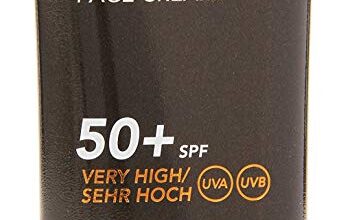 50+ SPF
VERY HIGH/
SEHR HOCH UVA UVB